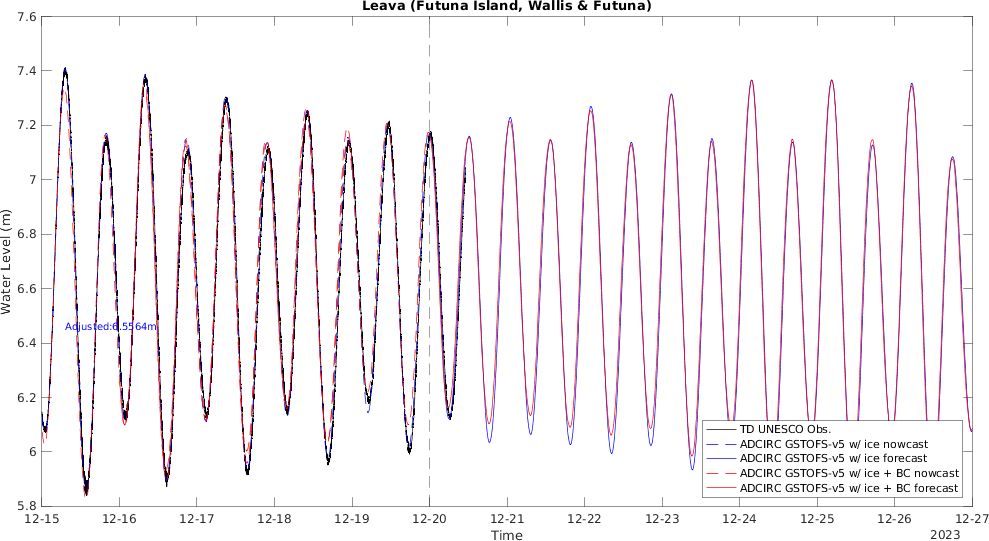 Leava (Futuna Island, Wallis & Futuna)
7.6
7.4
7.2
7
6.8
6.6
6.4
6.2
6
5.8
Water Level (m)
Adjusted:6.5564m
TD UNESCO Obs.
ADCIRC GSTOFS-v5 w/ ice nowcast
ADCIRC GSTOFS-v5 w/ ice forecast
ADCIRC GSTOFS-v5 w/ ice + BC nowcast
ADCIRC GSTOFS-v5 w/ ice + BC forecast
12-15 12-16 12-17 12-18 12-19 12-20 12-21 12-22 12-23 12-24 12-25 12-26 12-27
Time
2023